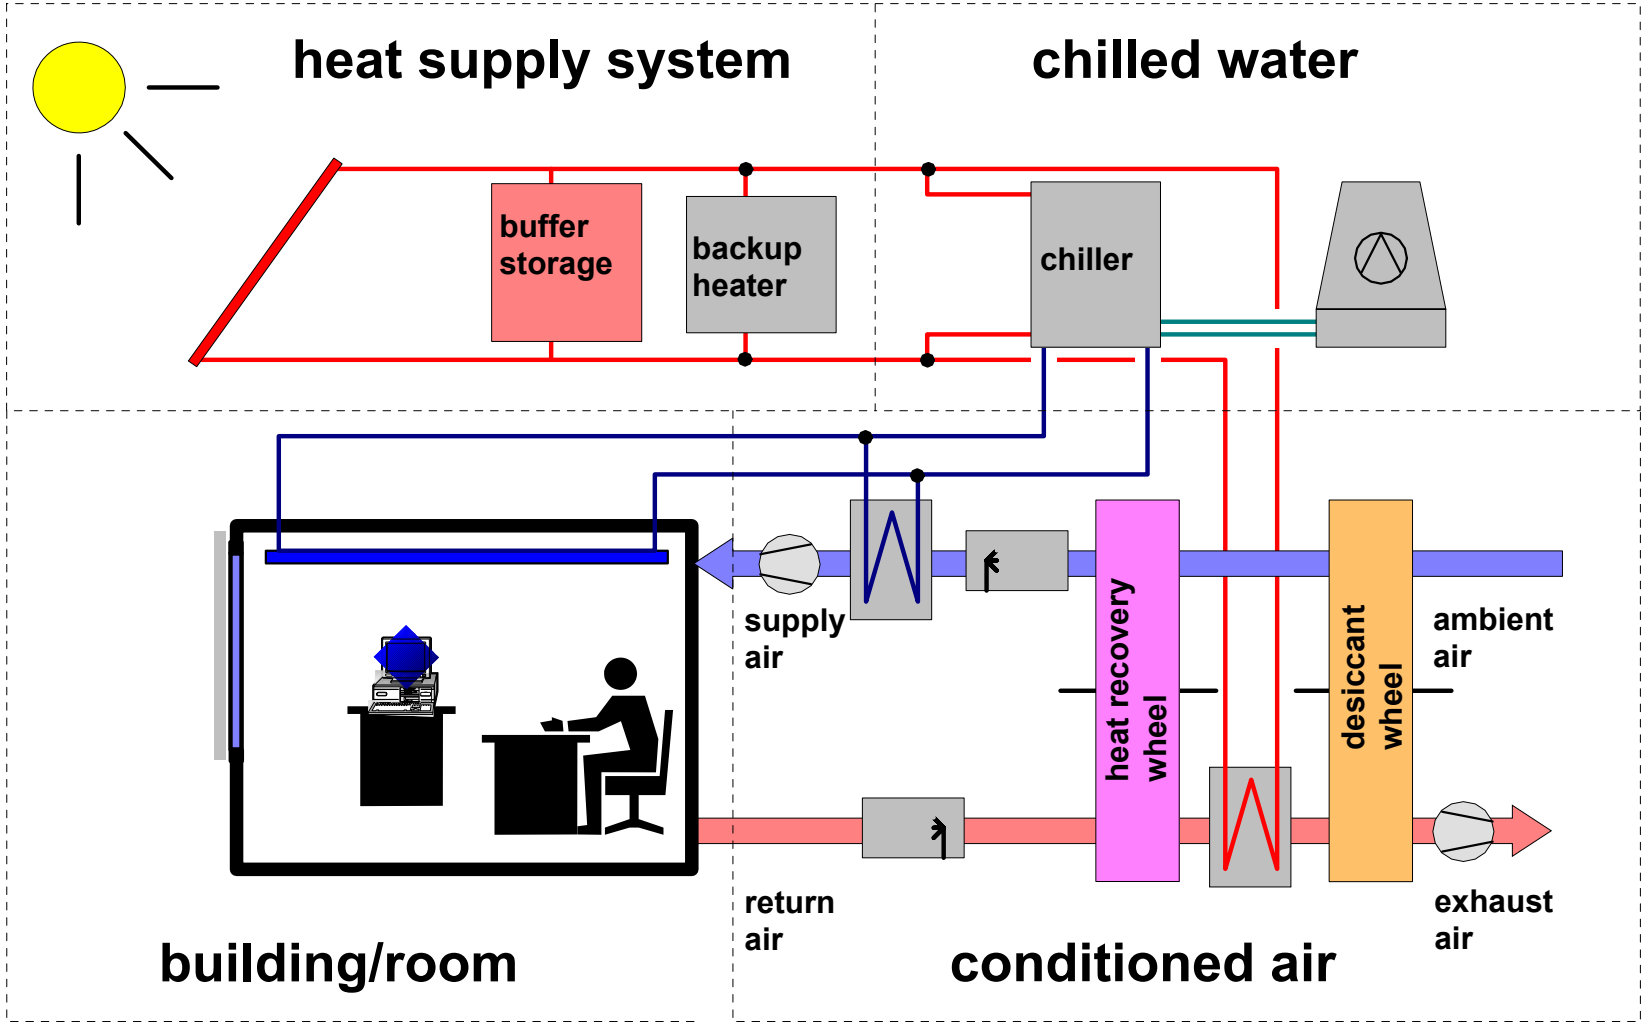 heat supply system
chilled water
buffer
storage
backup
heater
chiller
supply
air
heat recovery
wheel
desiccant
wheel
ambient
air
return
air
exhaust
air
building/room
conditioned air